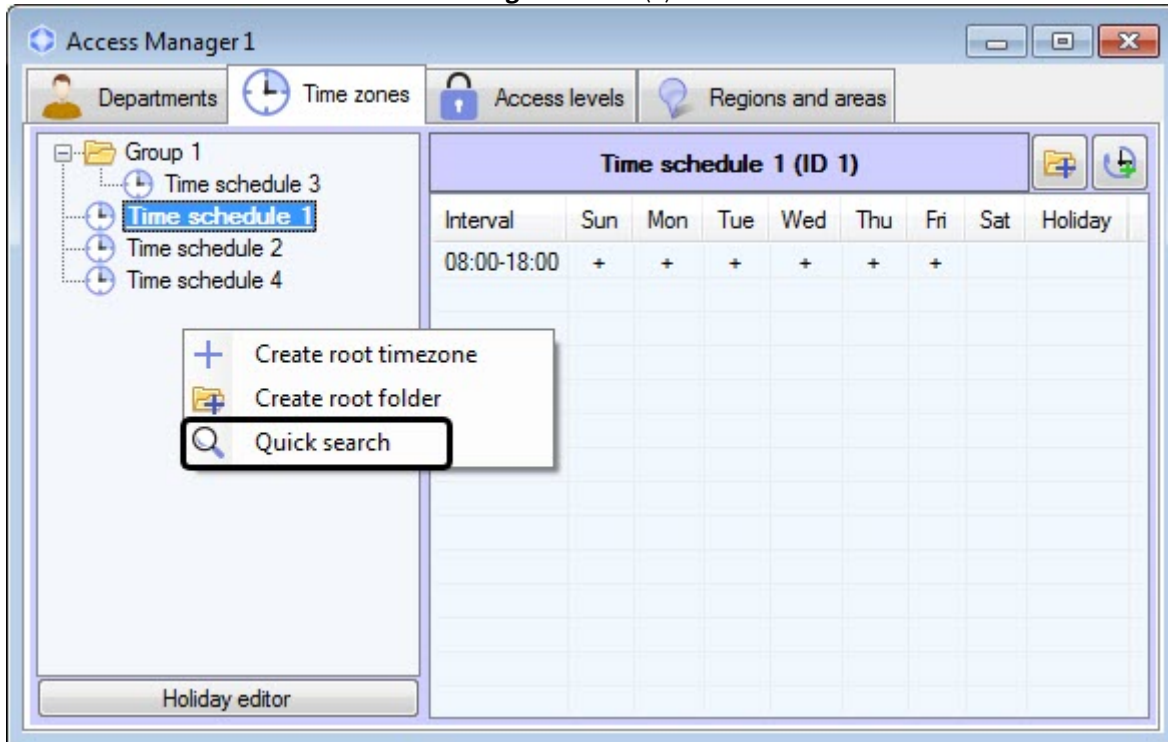 Access Manager 1
Departments Time zones Access levels Regions and areas
Group 1
Time schedule 3
Time schedule 1
Time schedule 2
Time schedule 4
Time schedule 1 (ID 1)
Interval Sun Mon Tue Wed Thu Fri Sat Holiday
08:00-18:00 + + + + + +
Create root timezone
Create root folder
Quick search
Holiday editor